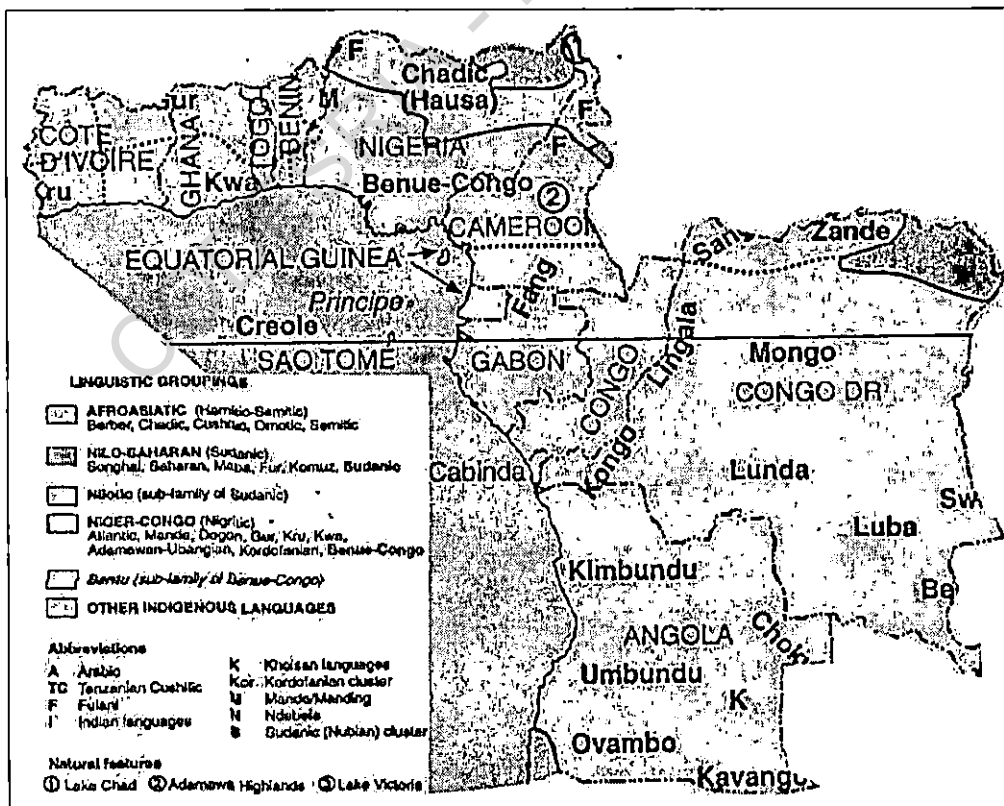 F
Chadic
(Hausa)
M
F
CÔTE
D'IVOIRE
GHANA
TOGO
BENIN
NIGERIA
F
Kwa
Benue-Congo
②
CAMEROON
Zande
EQUATORIAL GUINEA
Fang
Principe
Creole
Lingala
SAO TOME
GABON
CONGO
Mongo
CONGO DR
LINGUISTIC GROUPINGS
AFROASIATIC (Hamito-Semitic)
Berber, Chadic, Cushitic, Omotic, Semitic
NILO-SAHARAN (Sudanic)
Songhai, Saharan, Maba, Fur, Komuz, Sudanic
Nilotic (sub-family of Sudanic)
NIGER-CONGO (Nigritic)
Atlantic, Mande, Dogon, Gur, Kru, Kwa,
Adamawan-Ubangian, Kordofanian, Benue-Congo
Bantu (sub-family of Benue-Congo)
OTHER INDIGENOUS LANGUAGES
Cabinda
Kongo
Lunda
Sw
Luba
Kimbundu
Be
ANGOLA
Chok
Umbundu
K
Ovambo
Kavangu
Abbreviations
A Arabic
TC Tanzanian Cushitic
F Fulani
I Indian languages
K Khoisan languages
Kor. Kordofanian cluster
M Mande/Manding
N Ndebele
S Sudanic (Nubian) cluster
Natural features
① Lake Chad ② Adamawa Highlands ③ Lake Victoria